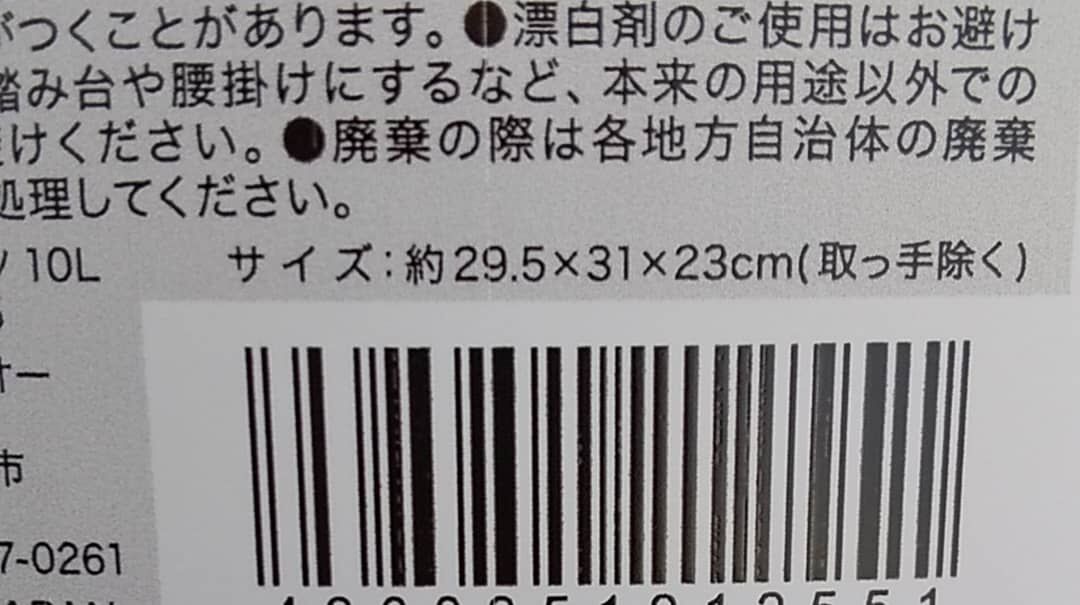 がつくことがあります。●漂白剤のご使用はお避け
踏み台や腰掛けにするなど、本来の用途以外での
けください。●廃棄の際は各地方自治体の廃棄
処理してください。
10L サイズ:約29.5×31×23cm(取っ手除く)
ー
市
7-0261